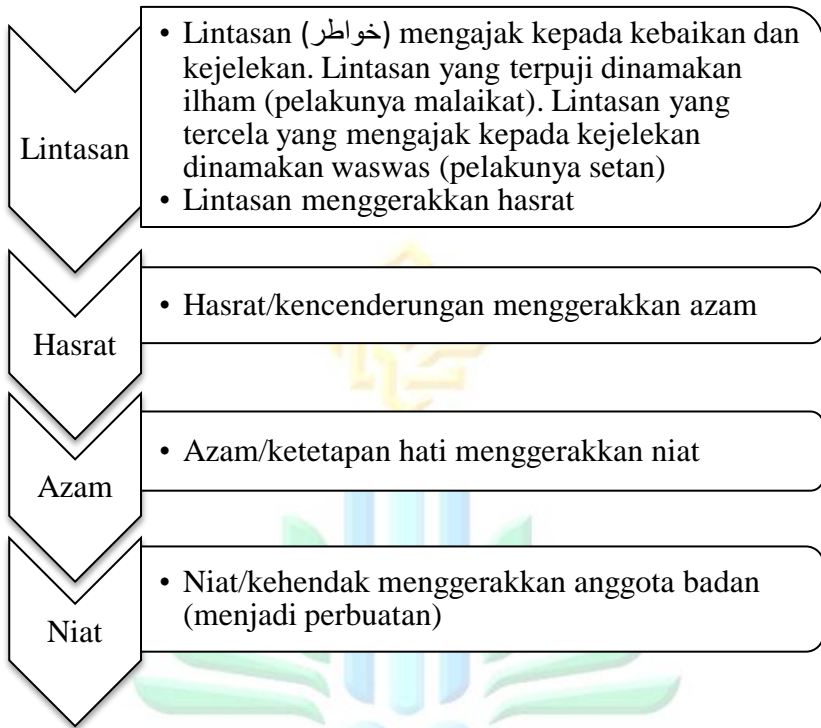 Lintasan
• Lintasan (خواطر) mengajak kepada kebaikan dan
kejelekan. Lintasan yang terpuji dinamakan
ilham (pelakunya malaikat). Lintasan yang
tercela yang mengajak kepada kejelekan
dinamakan waswas (pelakunya setan)
• Lintasan menggerakkan hasrat
Hasrat
• Hasrat/kencenderungan menggerakkan azam
Azam
• Azam/ketetapan hati menggerakkan niat
Niat
• Niat/kehendak menggerakkan anggota badan
(menjadi perbuatan)